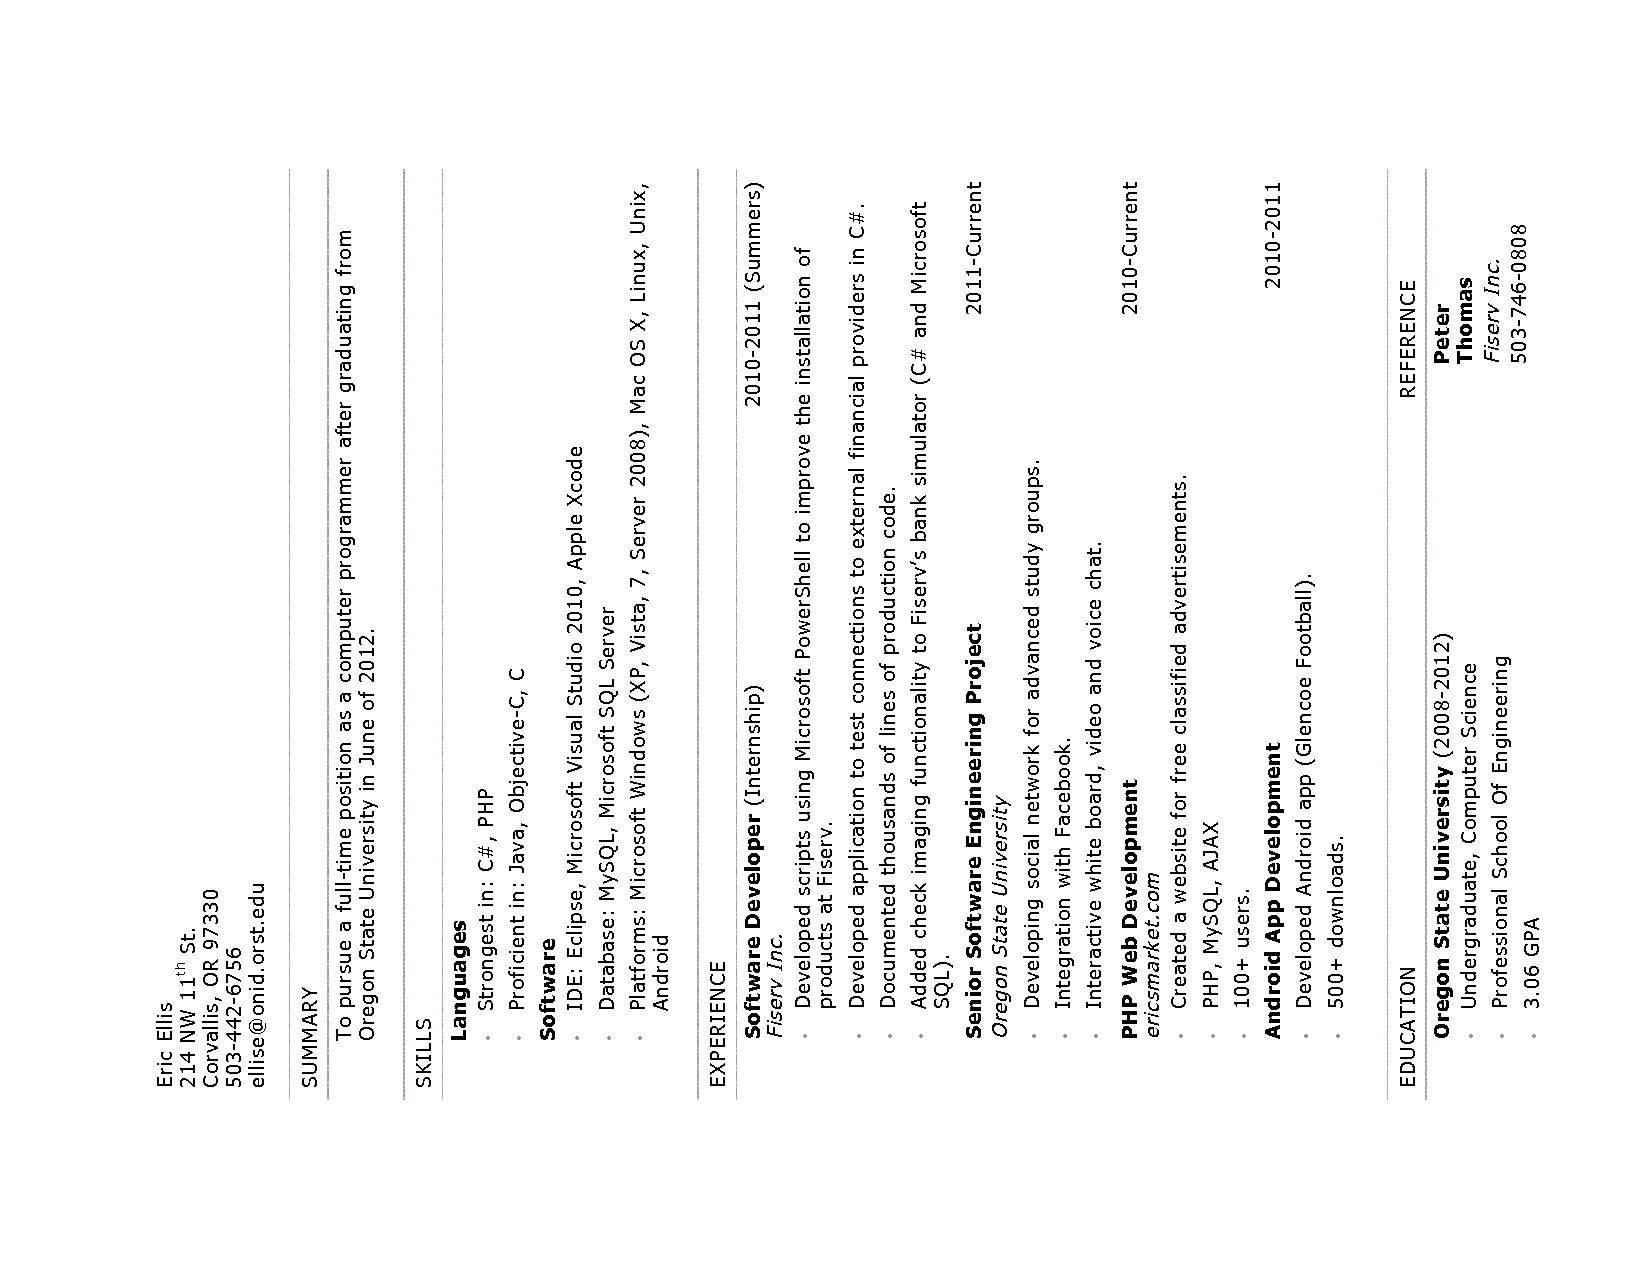 Eric Ellis
214 NW 11th St.
Corvallis, OR 97330
503-442-6756
ellise@onid.orst.edu
SUMMARY
To pursue a full-time position as a computer programmer after graduating from
Oregon State University in June of 2012.
SKILLS
Languages
· Strongest in: C#, PHP
· Proficient in: Java, Objective-C, C
Software
· IDE: Eclipse, Microsoft Visual Studio 2010, Apple Xcode
· Database: MySQL, Microsoft SQL Server
· Platforms: Microsoft Windows (XP, Vista, 7, Server 2008), Mac OS X, Linux, Unix,
Android
EXPERIENCE
Software Developer (Internship) 2010-2011 (Summers)
Fiserv Inc.
· Developed scripts using Microsoft PowerShell to improve the installation of
products at Fiserv.
· Developed application to test connections to external financial providers in C#.
· Documented thousands of lines of production code.
· Added check imaging functionality to Fiserv's bank simulator (C# and Microsoft
SQL).
Senior Software Engineering Project 2011-Current
Oregon State University
· Developing social network for advanced study groups.
· Integration with Facebook.
· Interactive white board, video and voice chat.
PHP Web Development 2010-Current
ericsmarket.com
· Created a website for free classified advertisements.
· PHP, MySQL, AJAX
· 100+ users.
Android App Development 2010-2011
· Developed Android app (Glencoe Football).
· 500+ downloads.
EDUCATION
Oregon State University (2008-2012)
· Undergraduate, Computer Science
· Professional School Of Engineering
· 3.06 GPA
REFERENCE
Peter
Thomas
Fiserv Inc.
503-746-0808